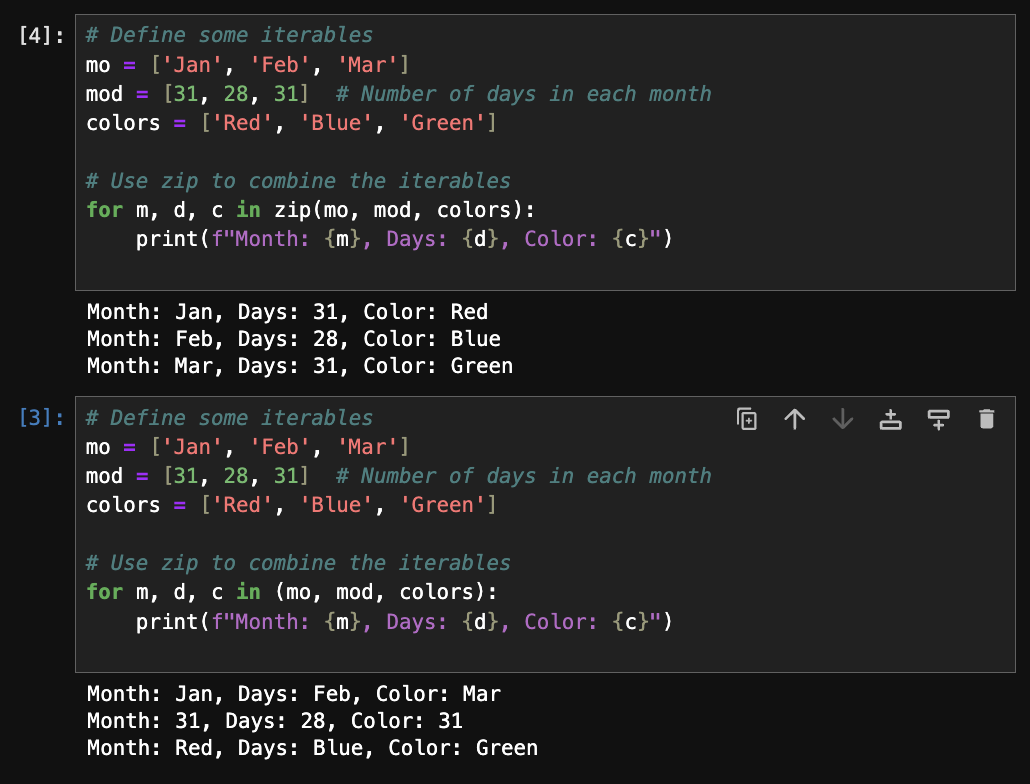 [4]: # Define some iterables
mo = ['Jan', 'Feb', 'Mar']
mod = [31, 28, 31]  # Number of days in each month
colors = ['Red', 'Blue', 'Green']

# Use zip to combine the iterables
for m, d, c in zip(mo, mod, colors):
    print(f"Month: {m}, Days: {d}, Color: {c}")

Month: Jan, Days: 31, Color: Red
Month: Feb, Days: 28, Color: Blue
Month: Mar, Days: 31, Color: Green

[3]: # Define some iterables
mo = ['Jan', 'Feb', 'Mar']
mod = [31, 28, 31]  # Number of days in each month
colors = ['Red', 'Blue', 'Green']

# Use zip to combine the iterables
for m, d, c in (mo, mod, colors):
    print(f"Month: {m}, Days: {d}, Color: {c}")

Month: Jan, Days: Feb, Color: Mar
Month: 31, Days: 28, Color: 31
Month: Red, Days: Blue, Color: Green